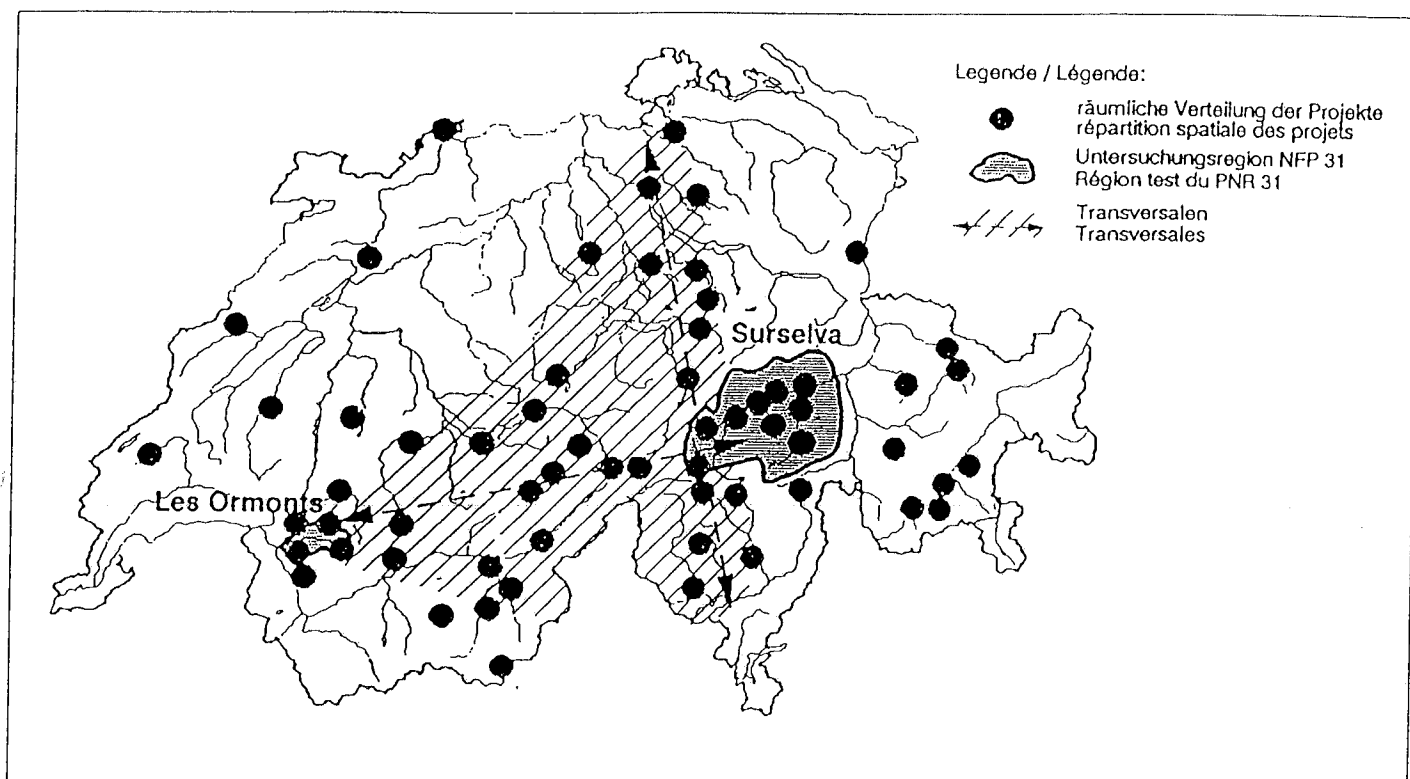 Legende / Légende:
räumliche Verteilung der Projekte
répartition spatiale des projets
Untersuchungsregion NFP 31
Région test du PNR 31
Transversalen
Transversales
Surselva
Les Ormonts